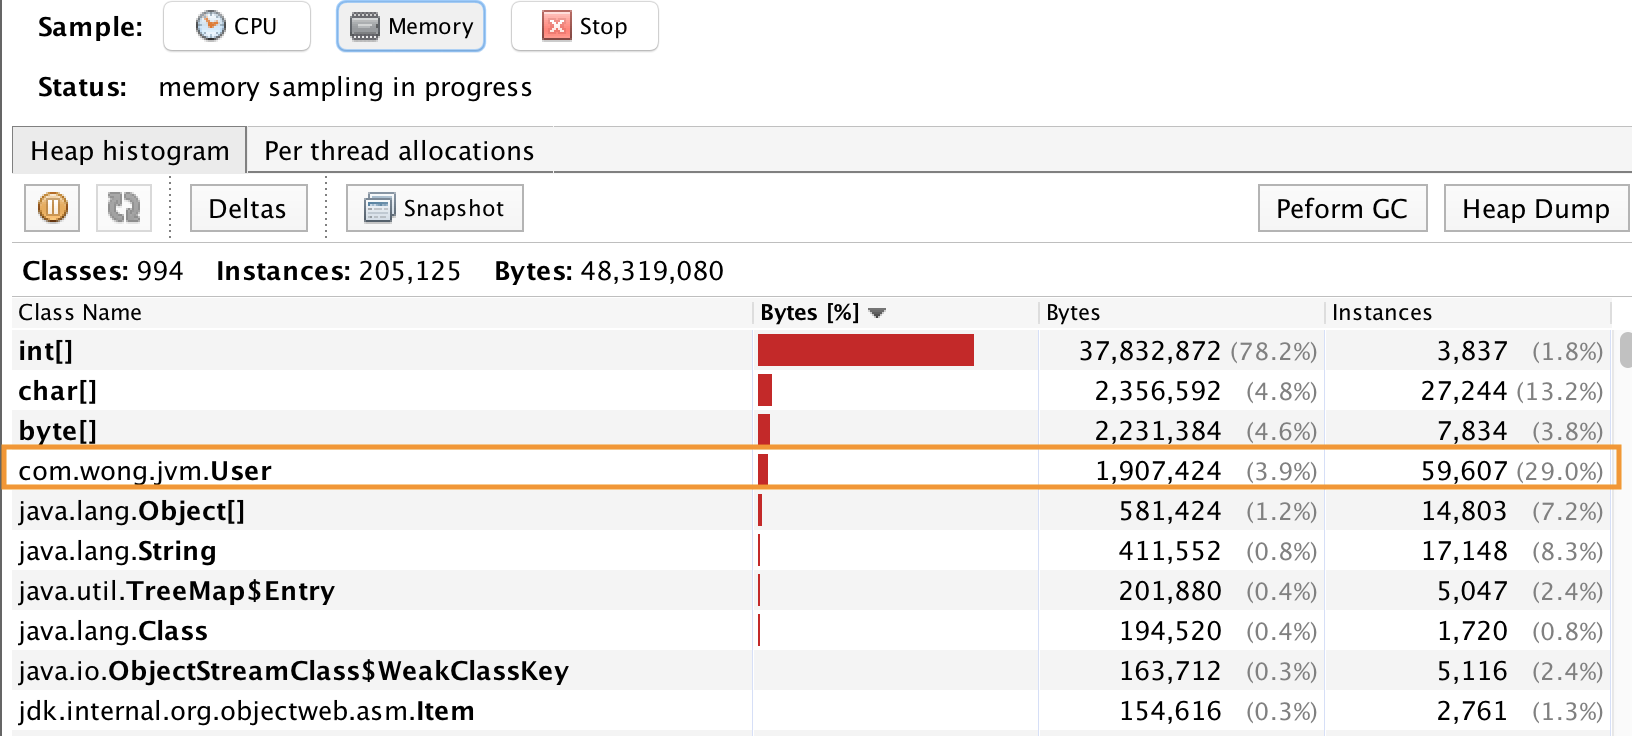 Sample: CPU Memory Stop
Status: memory sampling in progress
Heap histogram Per thread allocations
Deltas Snapshot Peform GC Heap Dump
Classes: 994 Instances: 205,125 Bytes: 48,319,080
Class Name Bytes [%] Bytes Instances
int[] 37,832,872 (78.2%) 3,837 (1.8%)
char[] 2,356,592 (4.8%) 27,244 (13.2%)
byte[] 2,231,384 (4.6%) 7,834 (3.8%)
com.wong.jvm.User 1,907,424 (3.9%) 59,607 (29.0%)
java.lang.Object[] 581,424 (1.2%) 14,803 (7.2%)
java.lang.String 411,552 (0.8%) 17,148 (8.3%)
java.util.TreeMap$Entry 201,880 (0.4%) 5,047 (2.4%)
java.lang.Class 194,520 (0.4%) 1,720 (0.8%)
java.io.ObjectStreamClass$WeakClassKey 163,712 (0.3%) 5,116 (2.4%)
jdk.internal.org.objectweb.asm.Item 154,616 (0.3%) 2,761 (1.3%)